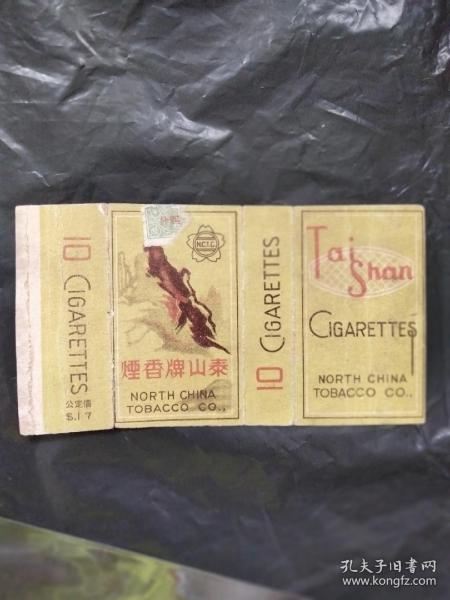 10 CIGARETTES
公定價
$.17
N.C.T.C.
煙香牌山泰
NORTH CHINA
TOBACCO CO.,
10 CIGARETTES
Tai
Shan
CIGARETTES
NORTH CHINA
TOBACCO CO.,
孔夫子旧书网
www.kongfz.com